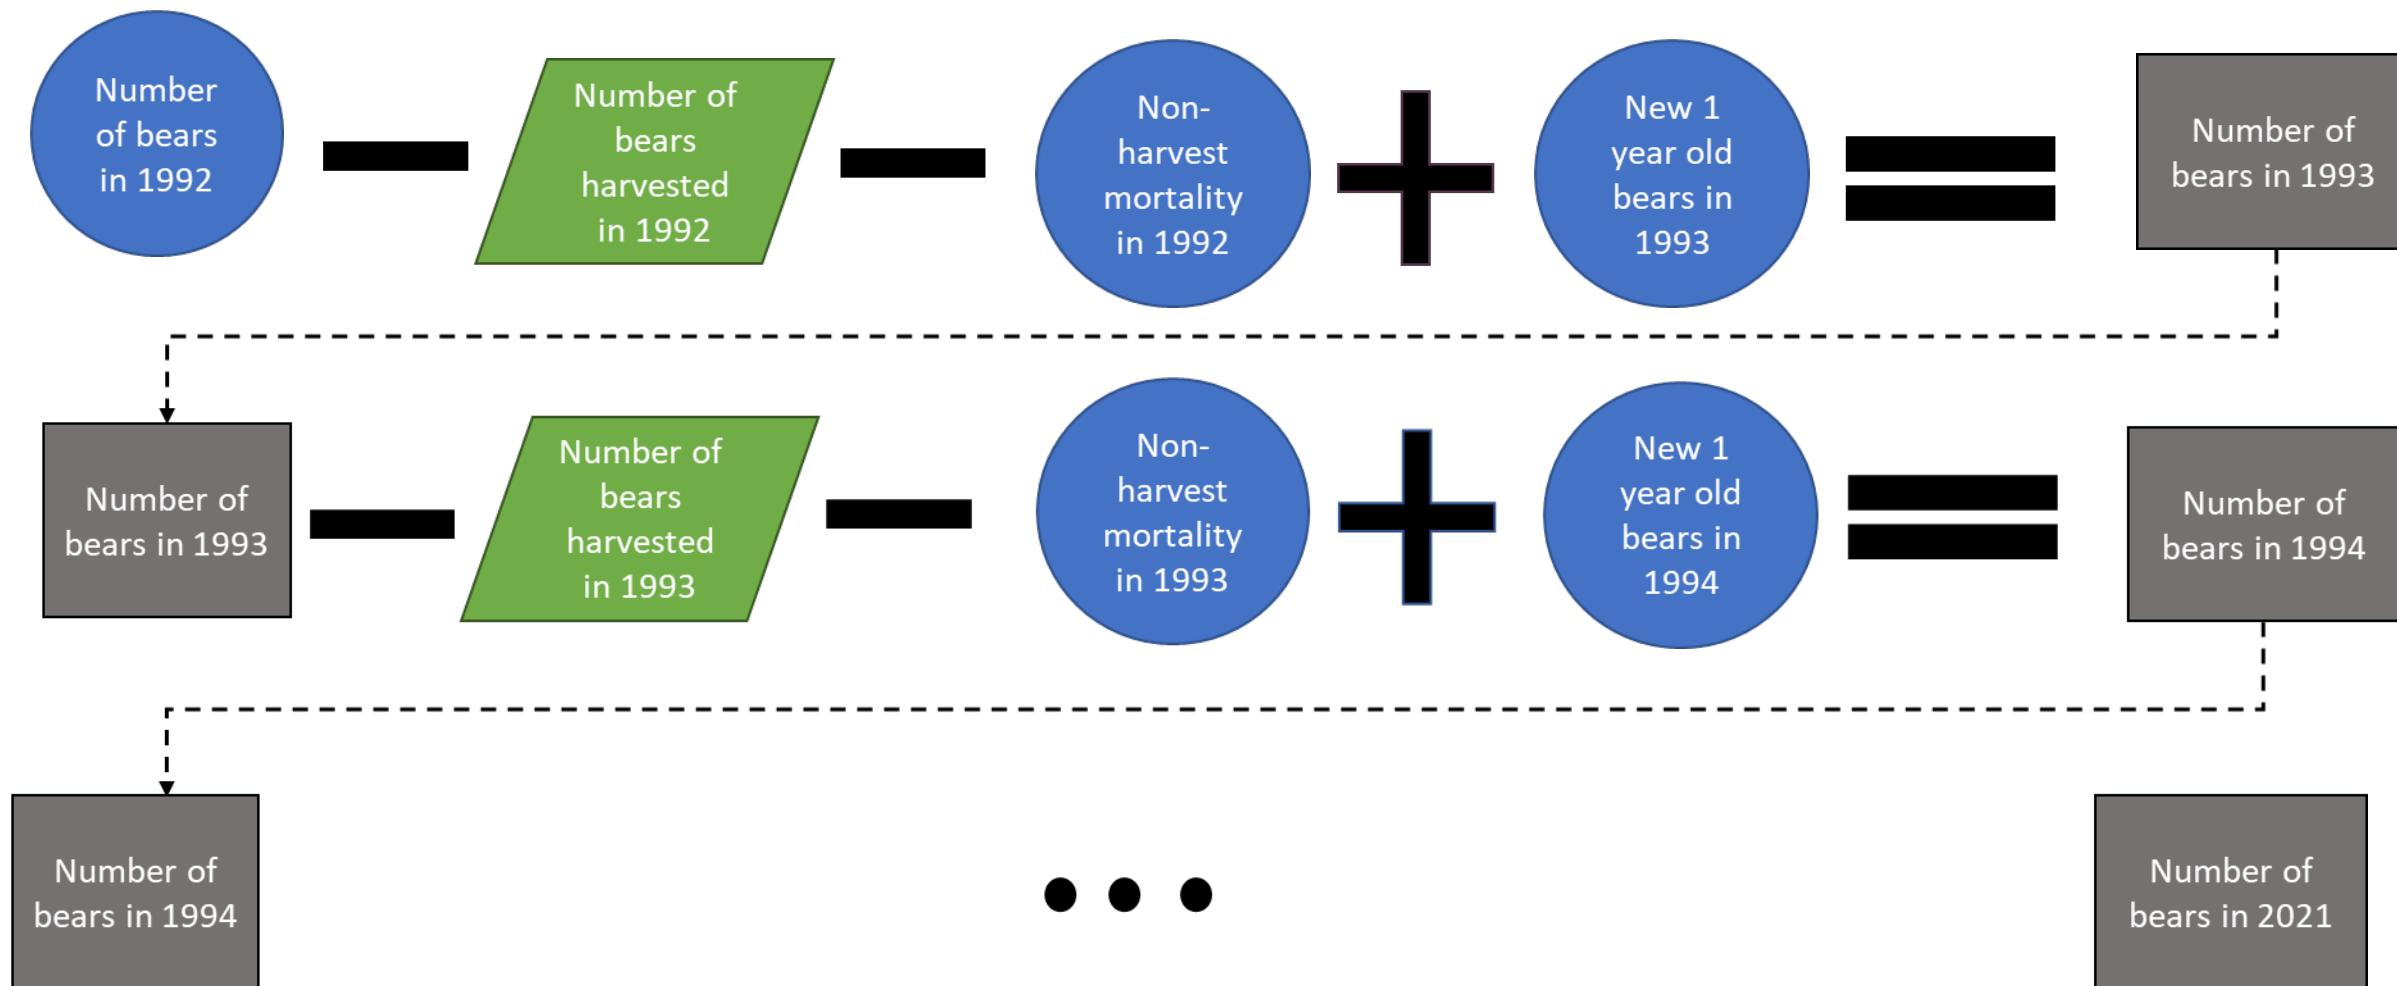 Number
of bears
in 1992
Number of
bears
harvested
in 1992
Non-
harvest
mortality
in 1992
New 1
year old
bears in
1993
Number of
bears in 1993
Number of
bears in 1993
Number of
bears
harvested
in 1993
Non-
harvest
mortality
in 1993
New 1
year old
bears in
1994
Number of
bears in 1994
Number of
bears in 1994
Number of
bears in 2021